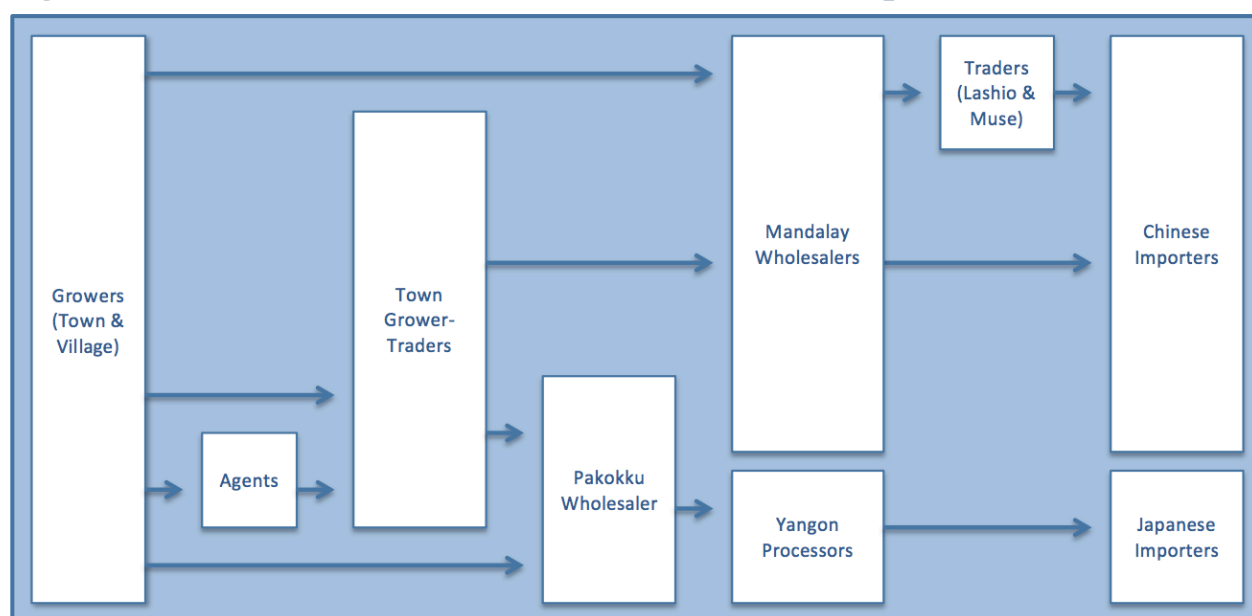 Growers
(Town &
Village)
Agents
Town
Grower-
Traders
Pakokku
Wholesaler
Mandalay
Wholesalers
Yangon
Processors
Traders
(Lashio &
Muse)
Chinese
Importers
Japanese
Importers